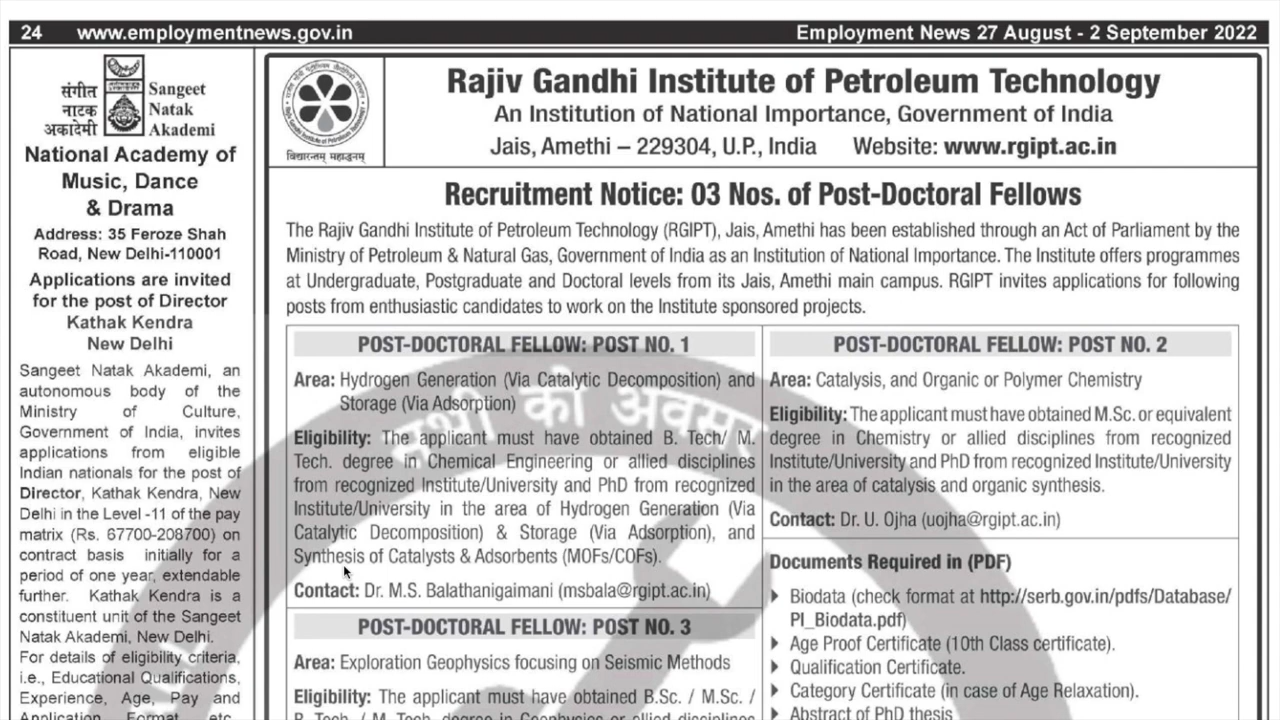 24 www.employmentnews.gov.in Employment News 27 August - 2 September 2022
संगीत
नाटक
अकादेमी
Sangeet
Natak
Akademi
National Academy of
Music, Dance
& Drama
Address: 35 Feroze Shah
Road, New Delhi-110001
Applications are invited
for the post of Director
Kathak Kendra
New Delhi
Sangeet Natak Akademi, an
autonomous body of the
Ministry of Culture,
Government of India, invites
applications from eligible
Indian nationals for the post of
Director, Kathak Kendra, New
Delhi in the Level -11 of the pay
matrix (Rs. 67700-208700) on
contract basis initially for a
period of one year, extendable
further. Kathak Kendra is a
constituent unit of the Sangeet
Natak Akademi, New Delhi.
For details of eligibility criteria,
i.e., Educational Qualifications,
Experience, Age, Pay and
Application Format etc.
विद्यारत्नम् महाद्धनम्
Rajiv Gandhi Institute of Petroleum Technology
An Institution of National Importance, Government of India
Jais, Amethi – 229304, U.P., India Website: www.rgipt.ac.in
Recruitment Notice: 03 Nos. of Post-Doctoral Fellows
The Rajiv Gandhi Institute of Petroleum Technology (RGIPT), Jais, Amethi has been established through an Act of Parliament by the
Ministry of Petroleum & Natural Gas, Government of India as an Institution of National Importance. The Institute offers programmes
at Undergraduate, Postgraduate and Doctoral levels from its Jais, Amethi main campus. RGIPT invites applications for following
posts from enthusiastic candidates to work on the Institute sponsored projects.
POST-DOCTORAL FELLOW: POST NO. 1
Area: Hydrogen Generation (Via Catalytic Decomposition) and
Storage (Via Adsorption)
Eligibility: The applicant must have obtained B. Tech/ M.
Tech. degree in Chemical Engineering or allied disciplines
from recognized Institute/University and PhD from recognized
Institute/University in the area of Hydrogen Generation (Via
Catalytic Decomposition) & Storage (Via Adsorption), and
Synthesis of Catalysts & Adsorbents (MOFs/COFs).
Contact: Dr. M.S. Balathanigaimani (msbala@rgipt.ac.in)
POST-DOCTORAL FELLOW: POST NO. 3
Area: Exploration Geophysics focusing on Seismic Methods
Eligibility: The applicant must have obtained B.Sc. / M.Sc. /
B. Tech. / M. Tech. degree in Geophysics or allied disciplines
POST-DOCTORAL FELLOW: POST NO. 2
Area: Catalysis, and Organic or Polymer Chemistry
Eligibility: The applicant must have obtained M.Sc. or equivalent
degree in Chemistry or allied disciplines from recognized
Institute/University and PhD from recognized Institute/University
in the area of catalysis and organic synthesis.
Contact: Dr. U. Ojha (uojha@rgipt.ac.in)
Documents Required in (PDF)
Biodata (check format at http://serb.gov.in/pdfs/Database/
PI_Biodata.pdf)
Age Proof Certificate (10th Class certificate).
Qualification Certificate.
Category Certificate (in case of Age Relaxation).
Abstract of PhD thesis
सभी को अवसर